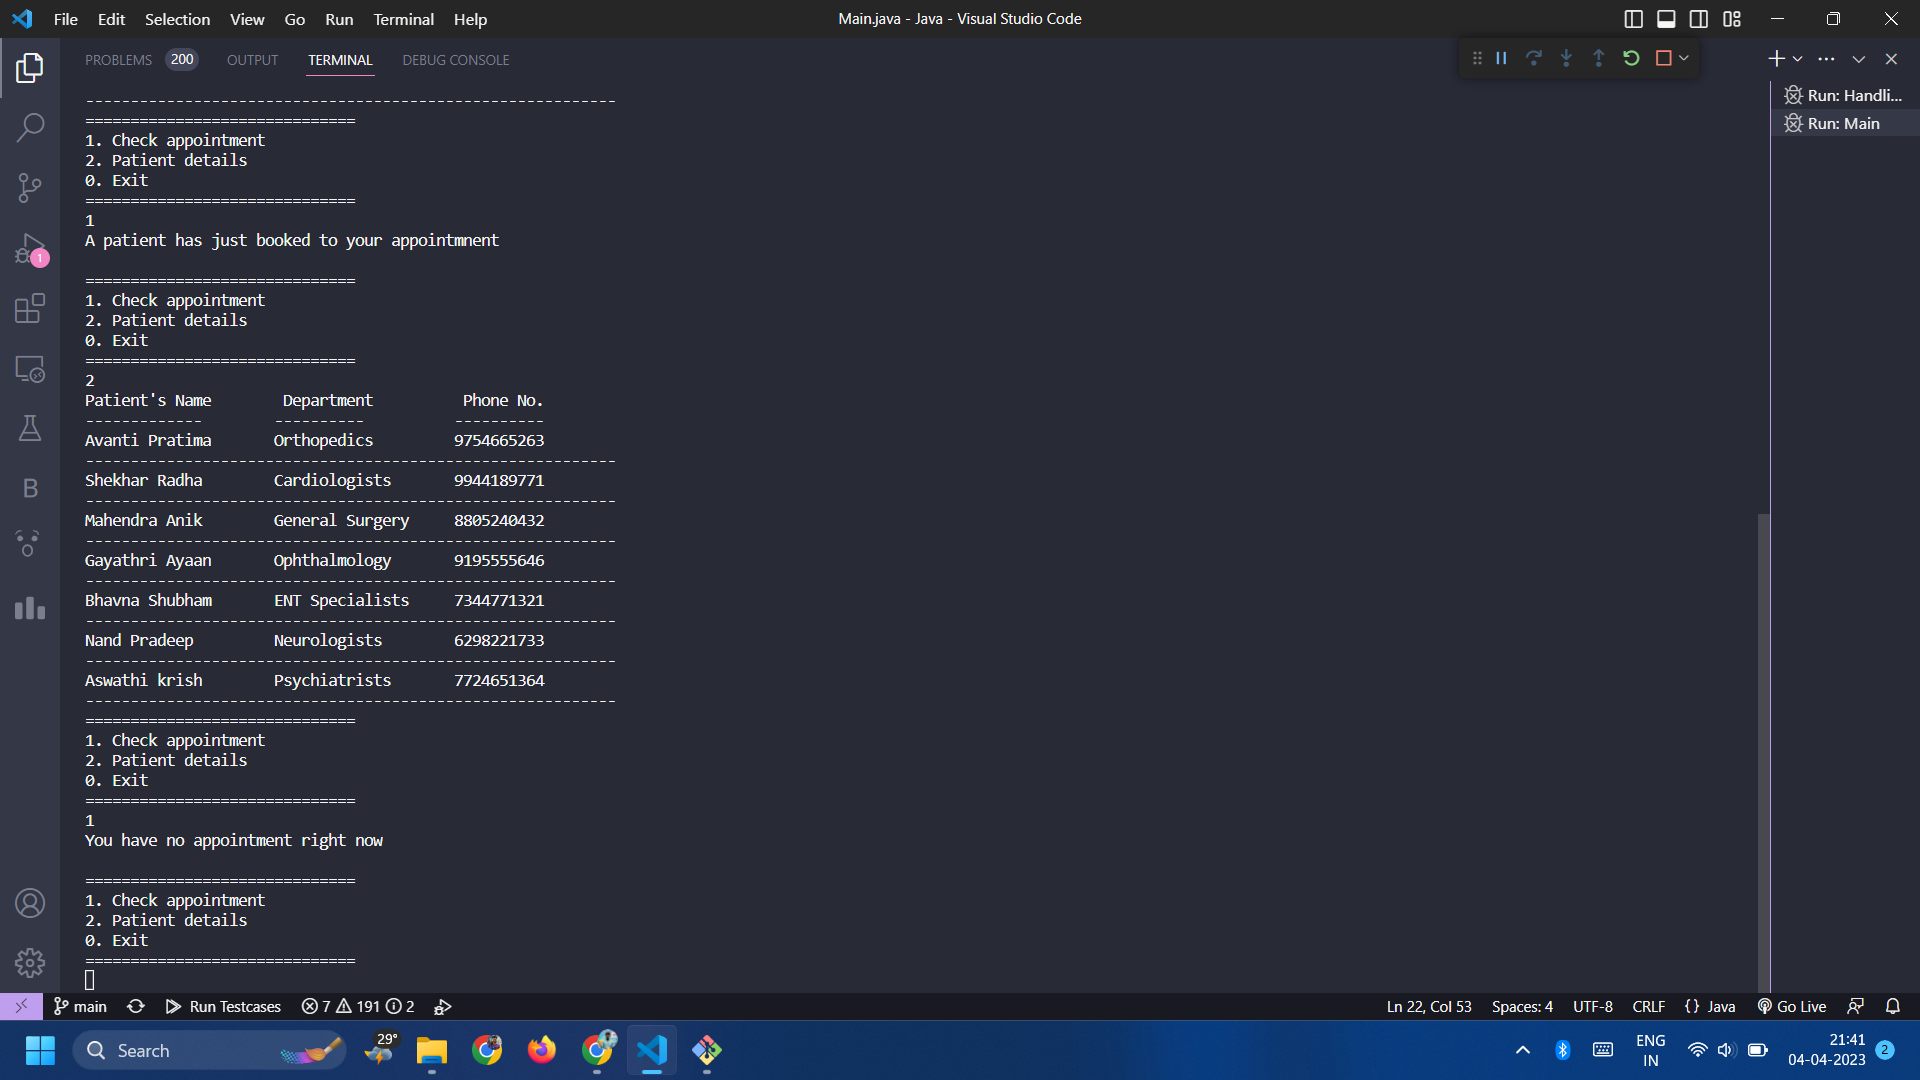 File Edit Selection View Go Run Terminal Help
Main.java - Java - Visual Studio Code
PROBLEMS 200 OUTPUT TERMINAL DEBUG CONSOLE
Run: Handli...
Run: Main
-----------------------------------------------------------
==============================
1. Check appointment
2. Patient details
0. Exit
==============================
1
A patient has just booked to your appointmnent
==============================
1. Check appointment
2. Patient details
0. Exit
==============================
2
Patient's Name        Department          Phone No.
-------------        ----------          ----------
Avanti Pratima       Orthopedics         9754665263
-----------------------------------------------------------
Shekhar Radha        Cardiologists       9944189771
-----------------------------------------------------------
Mahendra Anik        General Surgery     8805240432
-----------------------------------------------------------
Gayathri Ayaan       Ophthalmology       9195555646
-----------------------------------------------------------
Bhavna Shubham       ENT Specialists     7344771321
-----------------------------------------------------------
Nand Pradeep         Neurologists        6298221733
-----------------------------------------------------------
Aswathi krish        Psychiatrists       7724651364
-----------------------------------------------------------
==============================
1. Check appointment
2. Patient details
0. Exit
==============================
1
You have no appointment right now
==============================
1. Check appointment
2. Patient details
0. Exit
==============================
1
B
main Run Testcases 7 191 2
Ln 22, Col 53 Spaces: 4 UTF-8 CRLF {} Java Go Live
Search 29° ENG 21:41
IN 04-04-2023 2